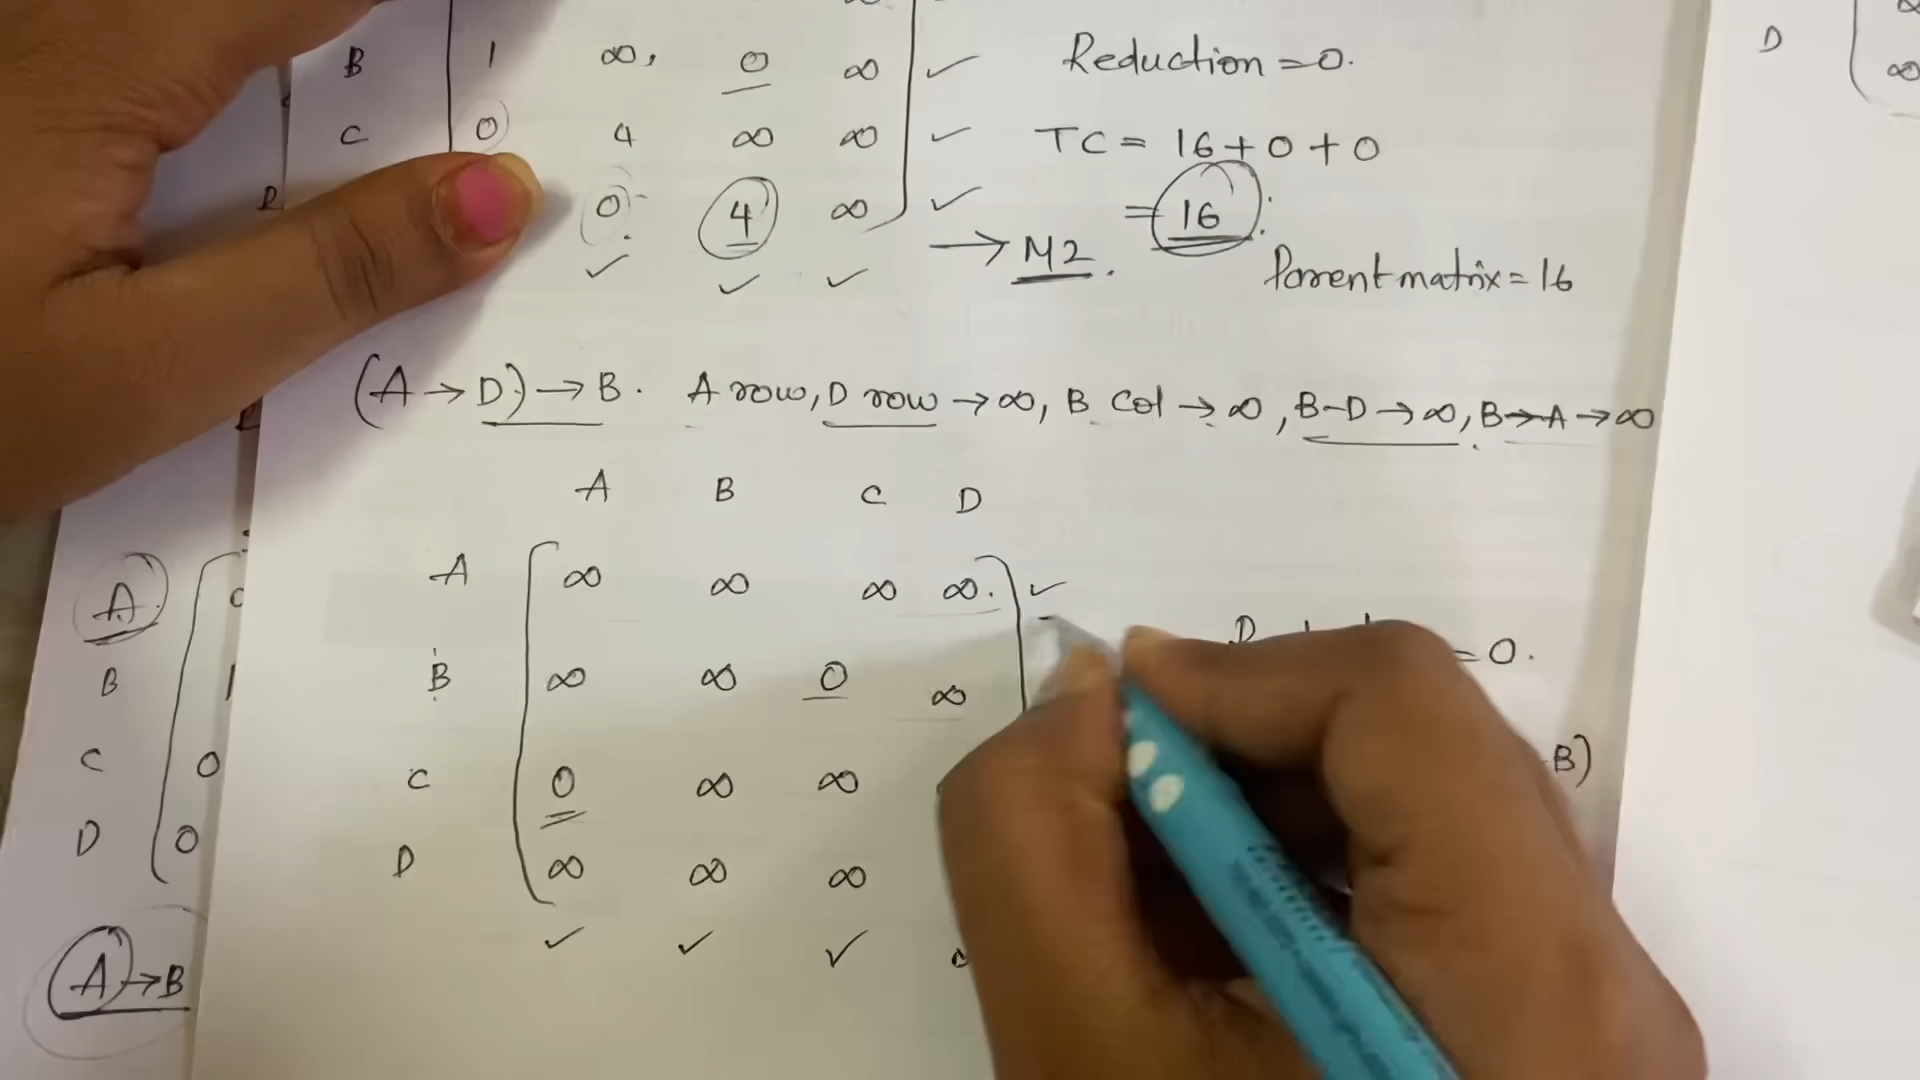 B 1 ∞, 0 ∞ ✓ Reduction = 0.
C 0 4 ∞ ∞ ✓ TC = 16+0+0
0 4 ∞ ✓ = 16
✓ ✓ ✓ → M2. Parent matrix = 16
(A→D)→B. A row, D row →∞, B Col →∞, B-D→∞, B→A→∞
A B C D
A ∞ ∞ ∞ ∞. ✓
B ∞ ∞ 0 ∞ = 0.
C 0 ∞ ∞ B)
D ∞ ∞ ∞
✓ ✓ ✓
A
B 1
C 0
D 0
A→B
D ∞